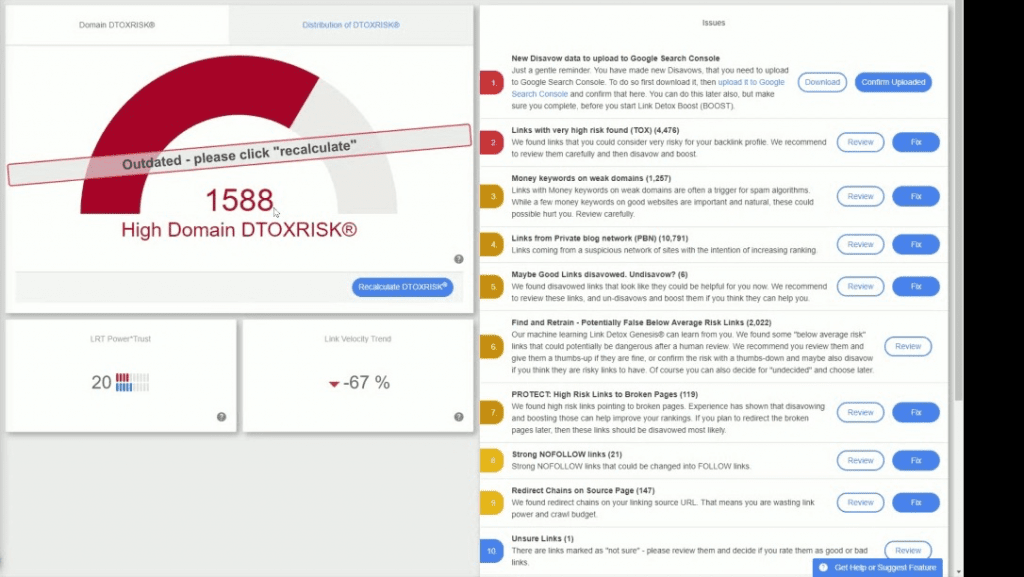 Domain DTOXRISK®
Distribution of DTOXRISK®
Outdated - please click "recalculate"
1588
High Domain DTOXRISK®
?
Recalculate DTOXRISK®
LRT Power*Trust
20
?
Link Velocity Trend
-67 %
?
Issues
1.
New Disavow data to upload to Google Search Console
Just a gentle reminder. You have made new Disavows, that you need to upload
to Google Search Console. To do so first download it, then upload it to Google
Search Console and confirm that here. You can do this later also, but make
sure you complete, before you start Link Detox Boost (BOOST).
Download
Confirm Uploaded
2.
Links with very high risk found (TOX) (4,476)
We found links that you could consider very risky for your backlink profile. We recommend
to review them carefully and then disavow and boost.
Review
Fix
3.
Money keywords on weak domains (1,257)
Links with Money keywords on weak domains are often a trigger for spam algorithms.
While a few money keywords on good websites are important and natural, these could
possible hurt you. Review carefully.
Review
Fix
4.
Links from Private blog network (PBN) (10,791)
Links coming from a suspicious network of sites with the intention of increasing ranking.
Review
Fix
5.
Maybe Good Links disavowed. Undisavow? (6)
We found disavowed links that look like they could be helpful for you now. We recommend
to review these links, and un-disavows and boost them if you think they can help you.
Review
Fix
6.
Find and Retrain - Potentially False Below Average Risk Links (2,022)
Our machine learning Link Detox Genesis® can learn from you. We found some "below average risk"
links that could potentially be dangerous after a human review. We recommend you review them and
give them a thumbs-up if they are fine, or confirm the risk with a thumbs-down and maybe also disavow
if you think they are risky links to have. Of course you can also decide for "undecided" and choose later.
Review
7.
PROTECT: High Risk Links to Broken Pages (119)
We found high risk links pointing to broken pages. Experience has shown that disavowing
and boosting those can help improve your rankings. If you plan to redirect the broken
pages later, then these links should be disavowed most likely.
Review
Fix
8.
Strong NOFOLLOW links (21)
Strong NOFOLLOW links that could be changed into FOLLOW links.
Review
Fix
9.
Redirect Chains on Source Page (147)
We found redirect chains on your linking source URL. That means you are wasting link
power and crawl budget.
Review
Fix
10.
Unsure Links (1)
There are links marked as "not sure" - please review them and decide if you rate them as good or bad
links.
Review
? Get Help or Suggest Feature